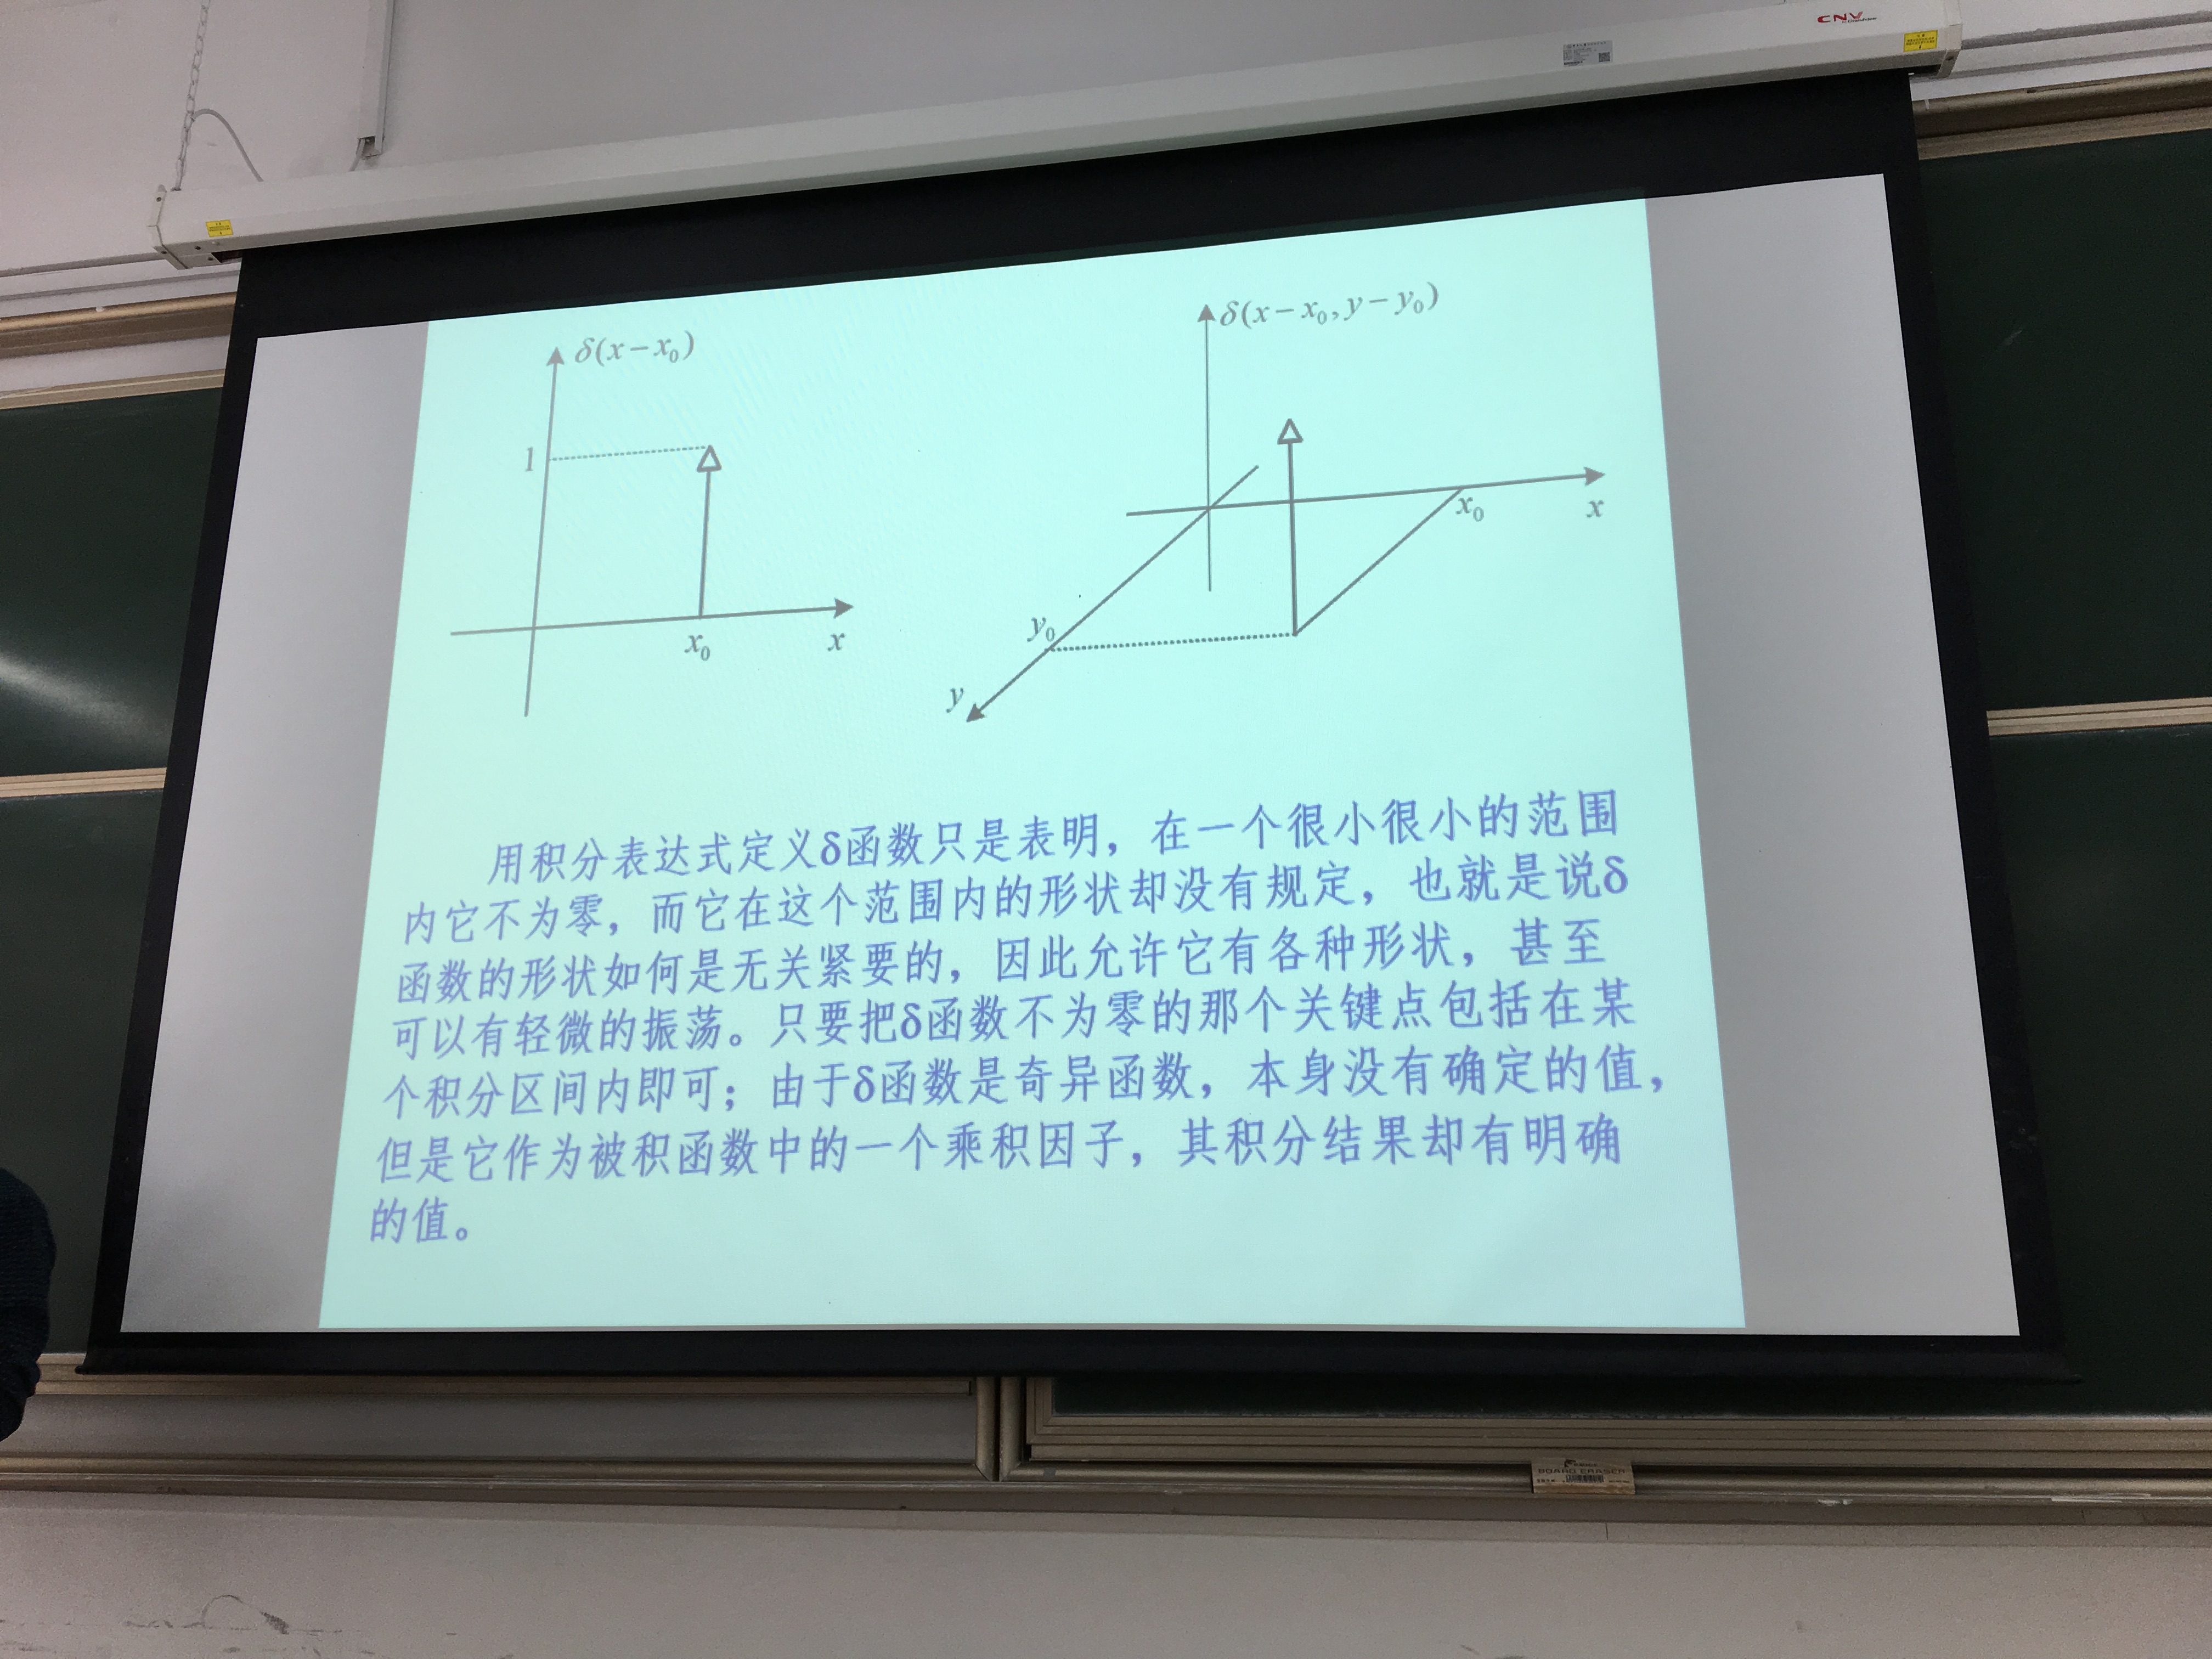 CNV
δ(x−x₀)
1
x₀
x
δ(x−x₀,y−y₀)
x₀
x
y₀
y
用积分表达式定义δ函数只是表明，在一个很小很小的范围
内它不为零，而它在这个范围内的形状却没有规定，也就是说δ
函数的形状如何是无关紧要的，因此允许它有各种形状，甚至
可以有轻微的振荡。只要把δ函数不为零的那个关键点包括在某
个积分区间内即可；由于δ函数是奇异函数，本身没有确定的值，
但是它作为被积函数中的一个乘积因子，其积分结果却有明确
的值。
BOARD ERASER